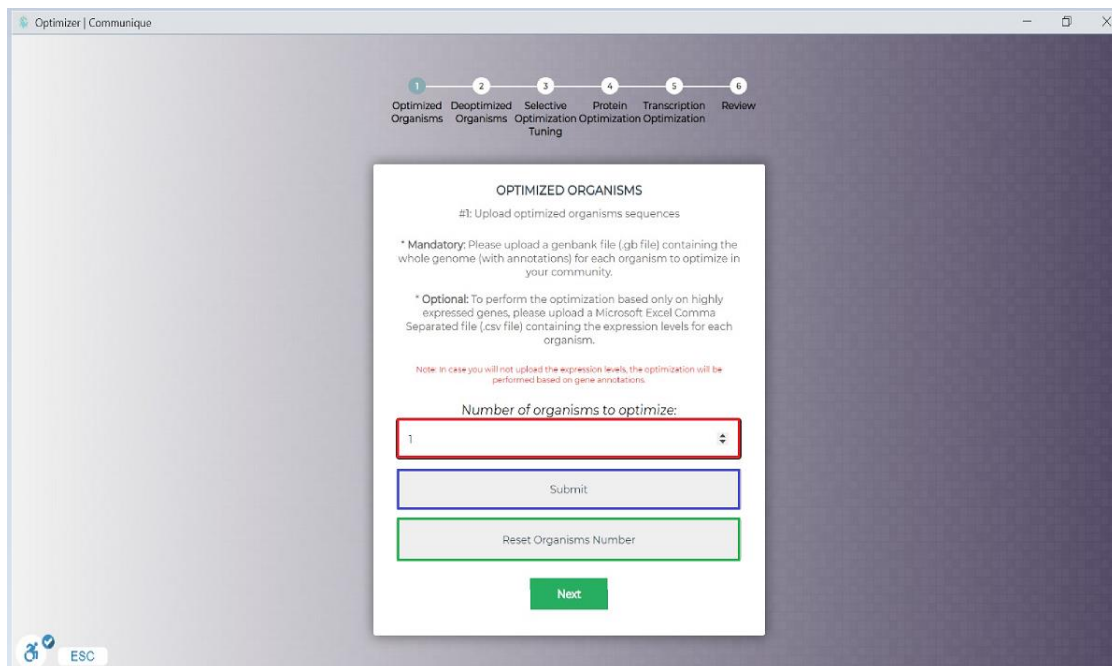 Optimizer | Communique
1 2 3 4 5 6
Optimized Deoptimized Selective Protein Transcription Review
Organisms Organisms Optimization Optimization Optimization
Tuning
OPTIMIZED ORGANISMS
#1: Upload optimized organisms sequences
* Mandatory: Please upload a genbank file (.gb file) containing the
whole genome (with annotations) for each organism to optimize in
your community.
* Optional: To perform the optimization based only on highly
expressed genes, please upload a Microsoft Excel Comma
Separated file (.csv file) containing the expression levels for each
organism.
Note: In case you will not upload the expression levels, the optimization will be
performed based on gene annotations.
Number of organisms to optimize:
1
Submit
Reset Organisms Number
Next
ESC